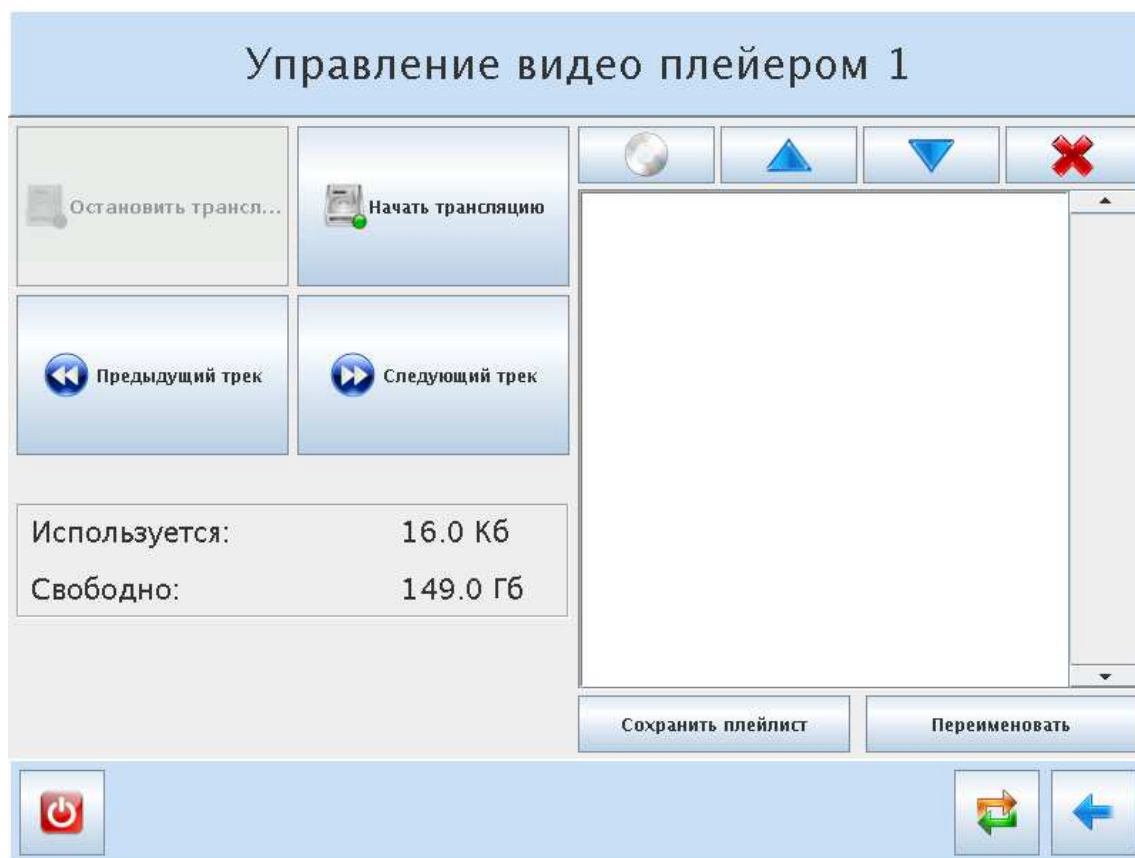 Управление видео плейером 1
Остановить трансл...
Начать трансляцию
Предыдущий трек
Следующий трек
Используется: 16.0 Кб
Свободно: 149.0 Гб
Сохранить плейлист
Переименовать